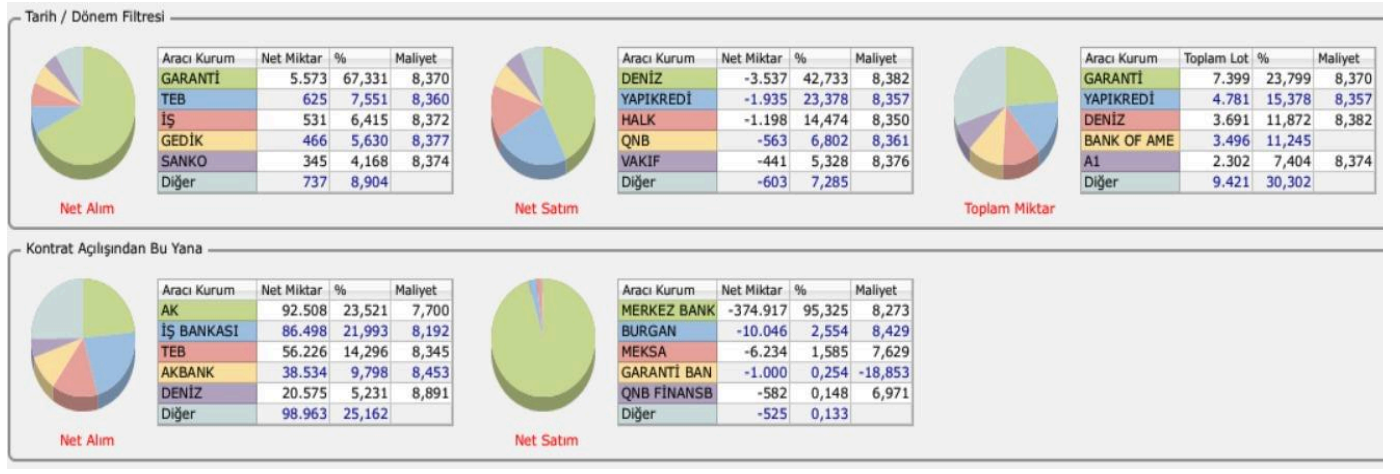 Tarih / Dönem Filtresi
Aracı Kurum Net Miktar % Maliyet
GARANTİ 5.573 67,331 8,370
TEB 625 7,551 8,360
İŞ 531 6,415 8,372
GEDİK 466 5,630 8,377
SANKO 345 4,168 8,374
Diğer 737 8,904
Net Alım
Aracı Kurum Net Miktar % Maliyet
DENİZ -3.537 42,733 8,382
YAPIKREDİ -1.935 23,378 8,357
HALK -1.198 14,474 8,350
QNB -563 6,802 8,361
VAKIF -441 5,328 8,376
Diğer -603 7,285
Net Satım
Aracı Kurum Toplam Lot % Maliyet
GARANTİ 7.399 23,799 8,370
YAPIKREDİ 4.781 15,378 8,357
DENİZ 3.691 11,872 8,382
BANK OF AME 3.496 11,245
A1 2.302 7,404 8,374
Diğer 9.421 30,302
Toplam Miktar
Kontrat Açılışından Bu Yana
Aracı Kurum Net Miktar % Maliyet
AK 92.508 23,521 7,700
İŞ BANKASI 86.498 21,993 8,192
TEB 56.226 14,296 8,345
AKBANK 38.534 9,798 8,453
DENİZ 20.575 5,231 8,891
Diğer 98.963 25,162
Net Alım
Aracı Kurum Net Miktar % Maliyet
MERKEZ BANK -374.917 95,325 8,273
BURGAN -10.046 2,554 8,429
MEKSA -6.234 1,585 7,629
GARANTİ BAN -1.000 0,254 -18,853
QNB FİNANSB -582 0,148 6,971
Diğer -525 0,133
Net Satım